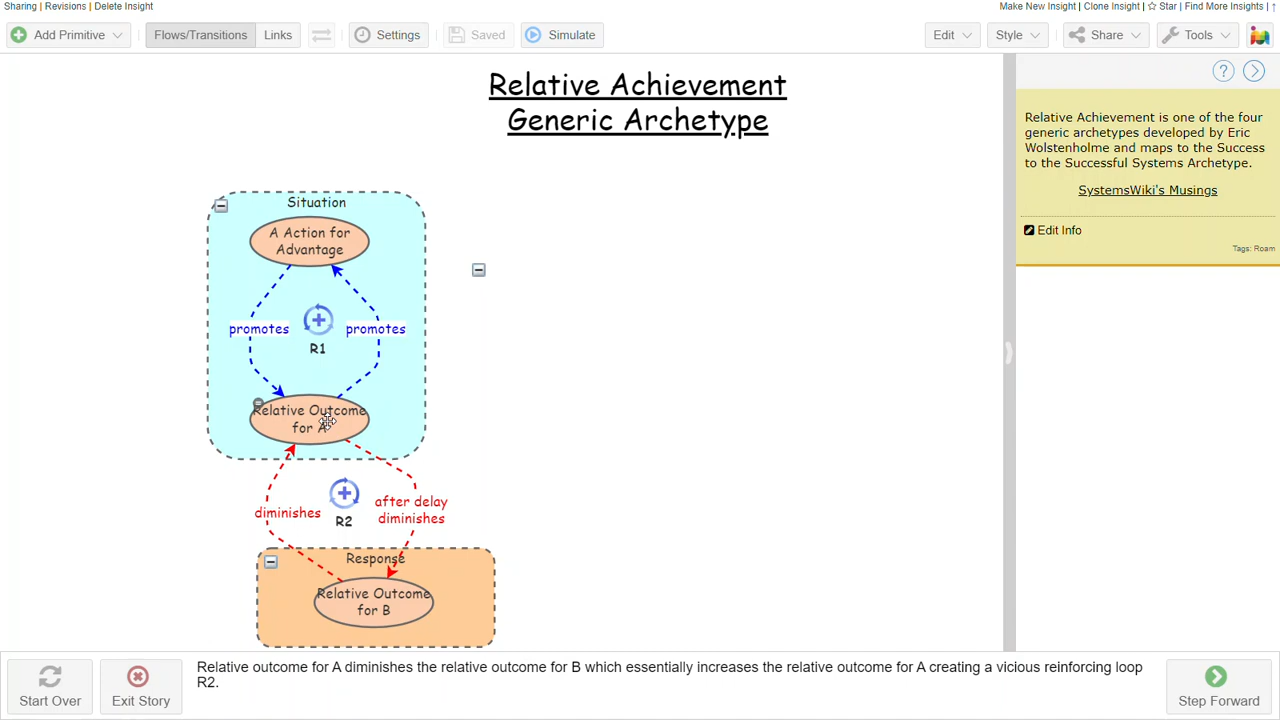 Sharing | Revisions | Delete Insight
Make New Insight | Clone Insight | ☆ Star | Find More Insights | ↑
Add Primitive
Flows/Transitions
Links
Settings
Saved
Simulate
Edit
Style
Share
Tools
Relative Achievement
Generic Archetype
Relative Achievement is one of the four
generic archetypes developed by Eric
Wolstenholme and maps to the Success
to the Successful Systems Archetype.
SystemsWiki's Musings
Edit Info
Tags: Roam
Situation
A Action for
Advantage
promotes
promotes
R1
Relative Outcome
for A
diminishes
R2
after delay
diminishes
Response
Relative Outcome
for B
Start Over
Exit Story
Relative outcome for A diminishes the relative outcome for B which essentially increases the relative outcome for A creating a vicious reinforcing loop
R2.
Step Forward